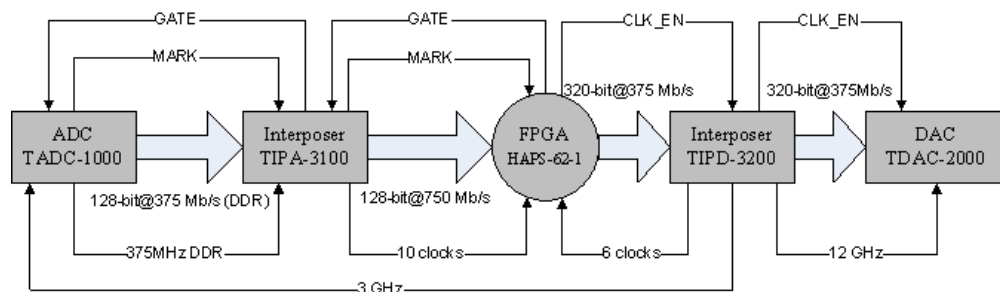 GATE
GATE
CLK_EN
CLK_EN
MARK
MARK
320-bit@375 Mb/s
320-bit@375Mb/s
ADC
TADC-1000
Interposer
TIPA-3100
FPGA
HAPS-62-1
Interposer
TIPD-3200
DAC
TDAC-2000
128-bit@375 Mb/s (DDR)
128-bit@750 Mb/s
375MHz DDR
10 clocks
6 clocks
12 GHz
3 GHz